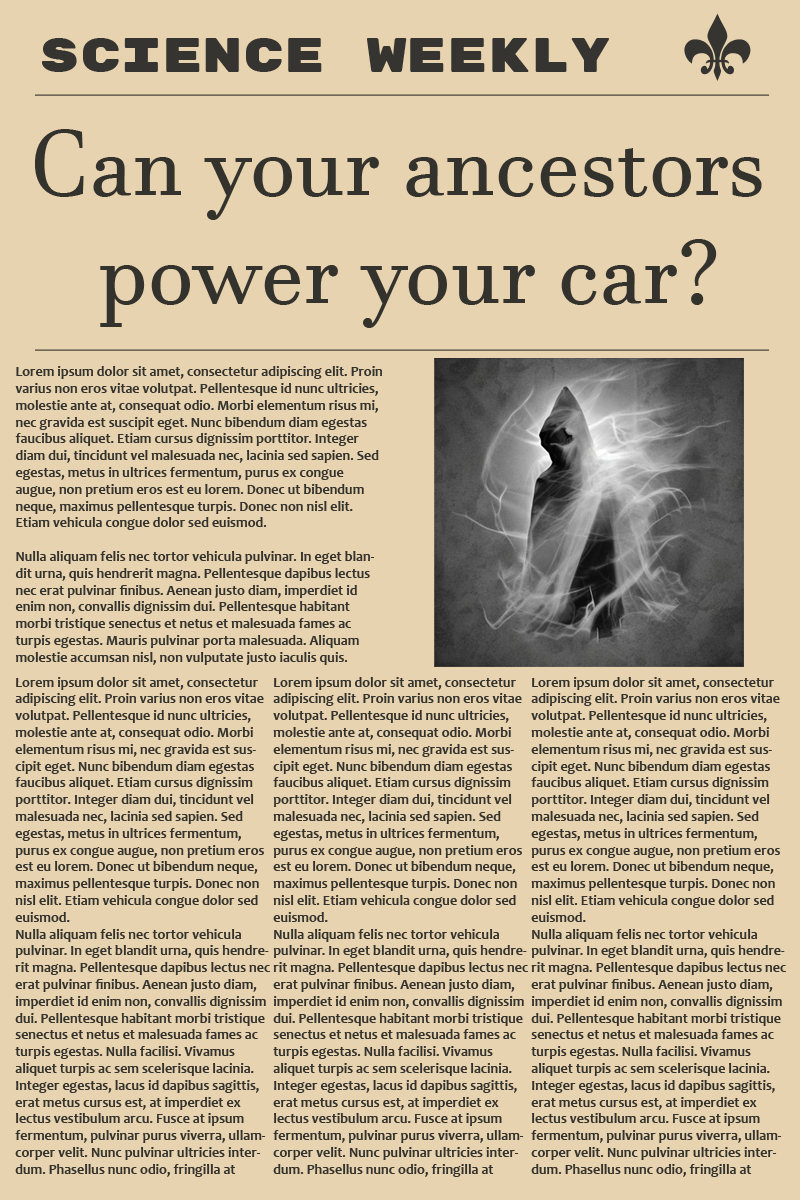 SCIENCE WEEKLY
Can your ancestors
power your car?
Lorem ipsum dolor sit amet, consectetur adipiscing elit. Proin
varius non eros vitae volutpat. Pellentesque id nunc ultricies,
molestie ante at, consequat odio. Morbi elementum risus mi,
nec gravida est suscipit eget. Nunc bibendum diam egestas
faucibus aliquet. Etiam cursus dignissim porttitor. Integer
diam dui, tincidunt vel malesuada nec, lacinia sed sapien. Sed
egestas, metus in ultrices fermentum, purus ex congue
augue, non pretium eros est eu lorem. Donec ut bibendum
neque, maximus pellentesque turpis. Donec non nisl elit.
Etiam vehicula congue dolor sed euismod.
Nulla aliquam felis nec tortor vehicula pulvinar. In eget blan-
dit urna, quis hendrerit magna. Pellentesque dapibus lectus
nec erat pulvinar finibus. Aenean justo diam, imperdiet id
enim non, convallis dignissim dui. Pellentesque habitant
morbi tristique senectus et netus et malesuada fames ac
turpis egestas. Mauris pulvinar porta malesuada. Aliquam
molestie accumsan nisl, non vulputate justo iaculis quis.
Lorem ipsum dolor sit amet, consectetur
adipiscing elit. Proin varius non eros vitae
volutpat. Pellentesque id nunc ultricies,
molestie ante at, consequat odio. Morbi
elementum risus mi, nec gravida est sus-
cipit eget. Nunc bibendum diam egestas
faucibus aliquet. Etiam cursus dignissim
porttitor. Integer diam dui, tincidunt vel
malesuada nec, lacinia sed sapien. Sed
egestas, metus in ultrices fermentum,
purus ex congue augue, non pretium eros
est eu lorem. Donec ut bibendum neque,
maximus pellentesque turpis. Donec non
nisl elit. Etiam vehicula congue dolor sed
euismod.
Nulla aliquam felis nec tortor vehicula
pulvinar. In eget blandit urna, quis hendre-
rit magna. Pellentesque dapibus lectus nec
erat pulvinar finibus. Aenean justo diam,
imperdiet id enim non, convallis dignissim
dui. Pellentesque habitant morbi tristique
senectus et netus et malesuada fames ac
turpis egestas. Nulla facilisi. Vivamus
aliquet turpis ac sem scelerisque lacinia.
Integer egestas, lacus id dapibus sagittis,
erat metus cursus est, at imperdiet ex
lectus vestibulum arcu. Fusce at ipsum
fermentum, pulvinar purus viverra, ullam-
corper velit. Nunc pulvinar ultricies inter-
dum. Phasellus nunc odio, fringilla at
Lorem ipsum dolor sit amet, consectetur
adipiscing elit. Proin varius non eros vitae
volutpat. Pellentesque id nunc ultricies,
molestie ante at, consequat odio. Morbi
elementum risus mi, nec gravida est sus-
cipit eget. Nunc bibendum diam egestas
faucibus aliquet. Etiam cursus dignissim
porttitor. Integer diam dui, tincidunt vel
malesuada nec, lacinia sed sapien. Sed
egestas, metus in ultrices fermentum,
purus ex congue augue, non pretium eros
est eu lorem. Donec ut bibendum neque,
maximus pellentesque turpis. Donec non
nisl elit. Etiam vehicula congue dolor sed
euismod.
Nulla aliquam felis nec tortor vehicula
pulvinar. In eget blandit urna, quis hendre-
rit magna. Pellentesque dapibus lectus nec
erat pulvinar finibus. Aenean justo diam,
imperdiet id enim non, convallis dignissim
dui. Pellentesque habitant morbi tristique
senectus et netus et malesuada fames ac
turpis egestas. Nulla facilisi. Vivamus
aliquet turpis ac sem scelerisque lacinia.
Integer egestas, lacus id dapibus sagittis,
erat metus cursus est, at imperdiet ex
lectus vestibulum arcu. Fusce at ipsum
fermentum, pulvinar purus viverra, ullam-
corper velit. Nunc pulvinar ultricies inter-
dum. Phasellus nunc odio, fringilla at
Lorem ipsum dolor sit amet, consectetur
adipiscing elit. Proin varius non eros vitae
volutpat. Pellentesque id nunc ultricies,
molestie ante at, consequat odio. Morbi
elementum risus mi, nec gravida est sus-
cipit eget. Nunc bibendum diam egestas
faucibus aliquet. Etiam cursus dignissim
porttitor. Integer diam dui, tincidunt vel
malesuada nec, lacinia sed sapien. Sed
egestas, metus in ultrices fermentum,
purus ex congue augue, non pretium eros
est eu lorem. Donec ut bibendum neque,
maximus pellentesque turpis. Donec non
nisl elit. Etiam vehicula congue dolor sed
euismod.
Nulla aliquam felis nec tortor vehicula
pulvinar. In eget blandit urna, quis hendre-
rit magna. Pellentesque dapibus lectus nec
erat pulvinar finibus. Aenean justo diam,
imperdiet id enim non, convallis dignissim
dui. Pellentesque habitant morbi tristique
senectus et netus et malesuada fames ac
turpis egestas. Nulla facilisi. Vivamus
aliquet turpis ac sem scelerisque lacinia.
Integer egestas, lacus id dapibus sagittis,
erat metus cursus est, at imperdiet ex
lectus vestibulum arcu. Fusce at ipsum
fermentum, pulvinar purus viverra, ullam-
corper velit. Nunc pulvinar ultricies inter-
dum. Phasellus nunc odio, fringilla at